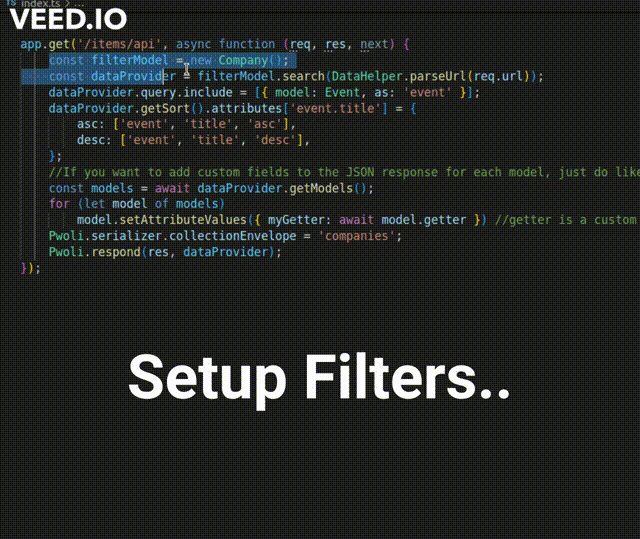 index.ts > ...
VEED.IO
app.get('/items/api', async function (req, res, next) {
const filterModel = new Company();
const dataProvider = filterModel.search(DataHelper.parseUrl(req.url));
dataProvider.query.include = [{ model: Event, as: 'event' }];
dataProvider.getSort().attributes['event.title'] = {
asc: ['event', 'title', 'asc'],
desc: ['event', 'title', 'desc'],
};
//If you want to add custom fields to the JSON response for each model, just do like
const models = await dataProvider.getModels();
for (let model of models)
model.setAttributeValues({ myGetter: await model.getter }) //getter is a custom
Pwoli.serializer.collectionEnvelope = 'companies';
Pwoli.respond(res, dataProvider);
});
Setup Filters..